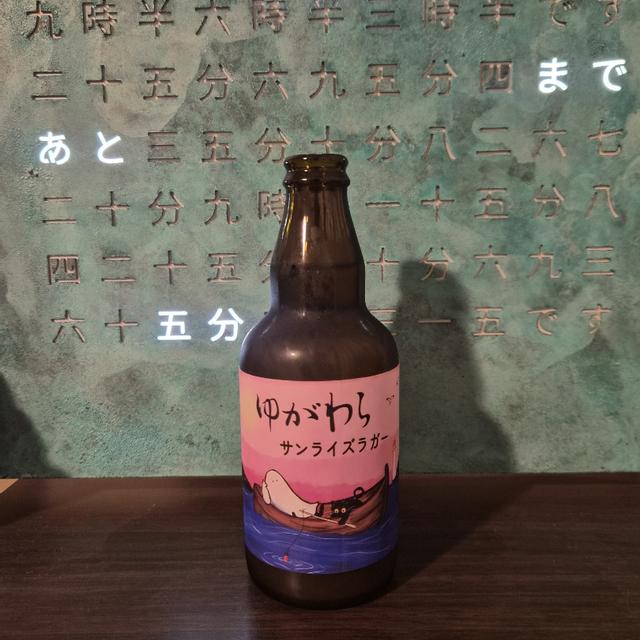 九時半六時半三時半です
二十五分六九五分四まで
あと三五分十分八二六七
二十分九時一十五分八
四二十五十分六九三
六十五分一五です
ゆがわら
サンライズラガー